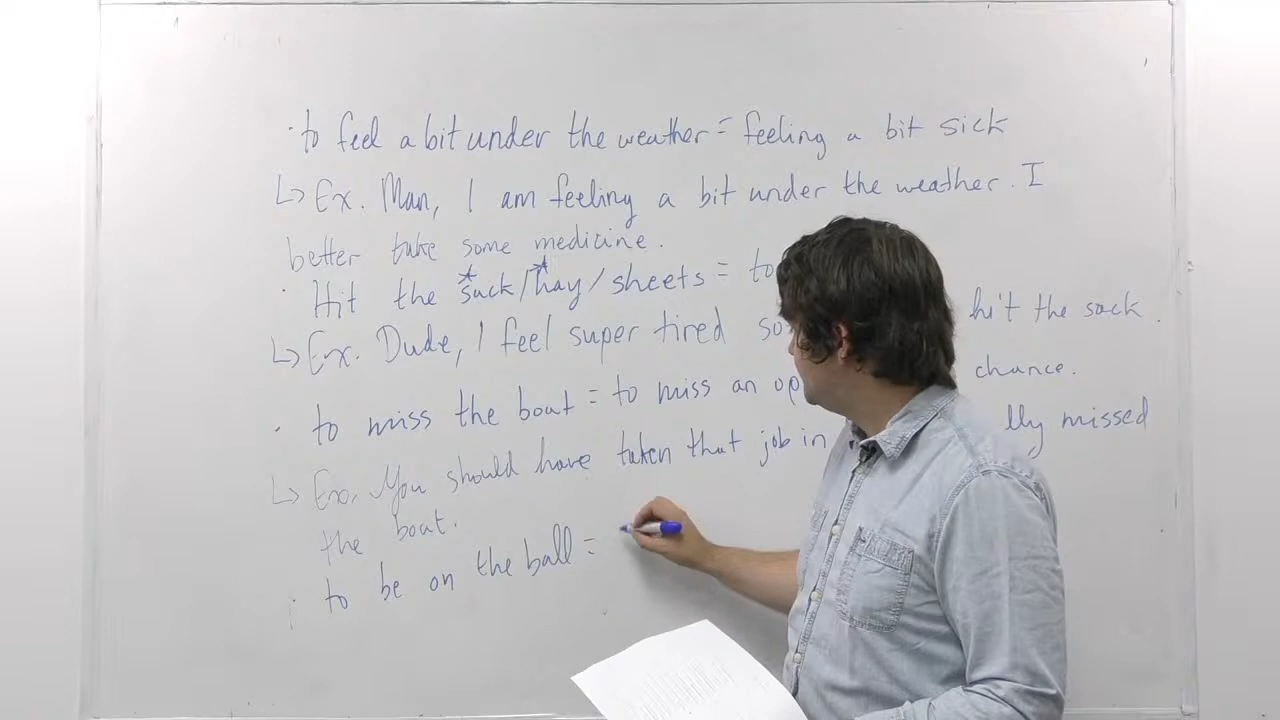 · to feel a bit under the weather = feeling a bit sick
↳ Ex. Man, I am feeling a bit under the weather. I
better take some medicine.
· Hit the sack/hay/sheets = to
↳ Ex. Dude, I feel super tired so hit the sack.
· to miss the boat = to miss an op chance.
↳ Ex. You should have taken that job in lly missed
the boat.
· to be on the ball =